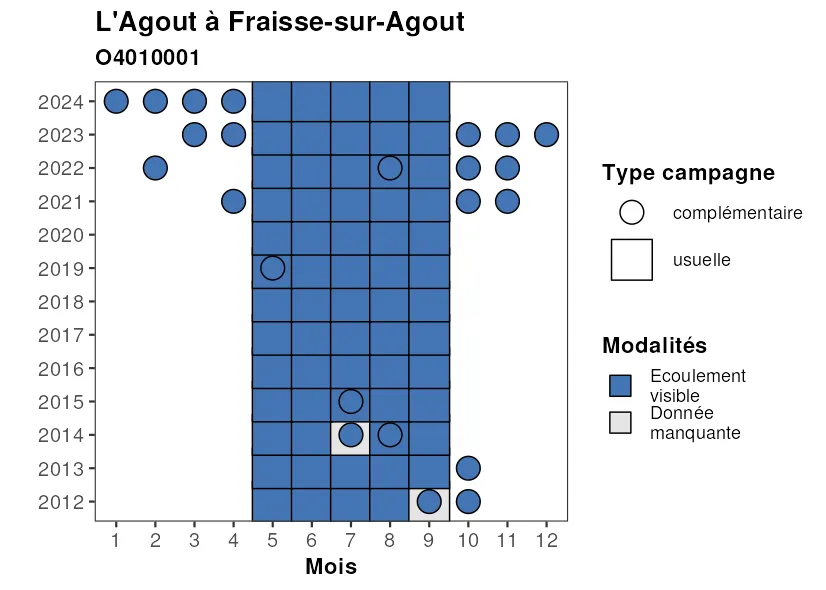 L'Agout à Fraisse-sur-Agout
O4010001
2024
2023
2022
2021
2020
2019
2018
2017
2016
2015
2014
2013
2012
1 2 3 4 5 6 7 8 9 10 11 12
Mois
Type campagne
complémentaire
usuelle
Modalités
Ecoulement
visible
Donnée
manquante